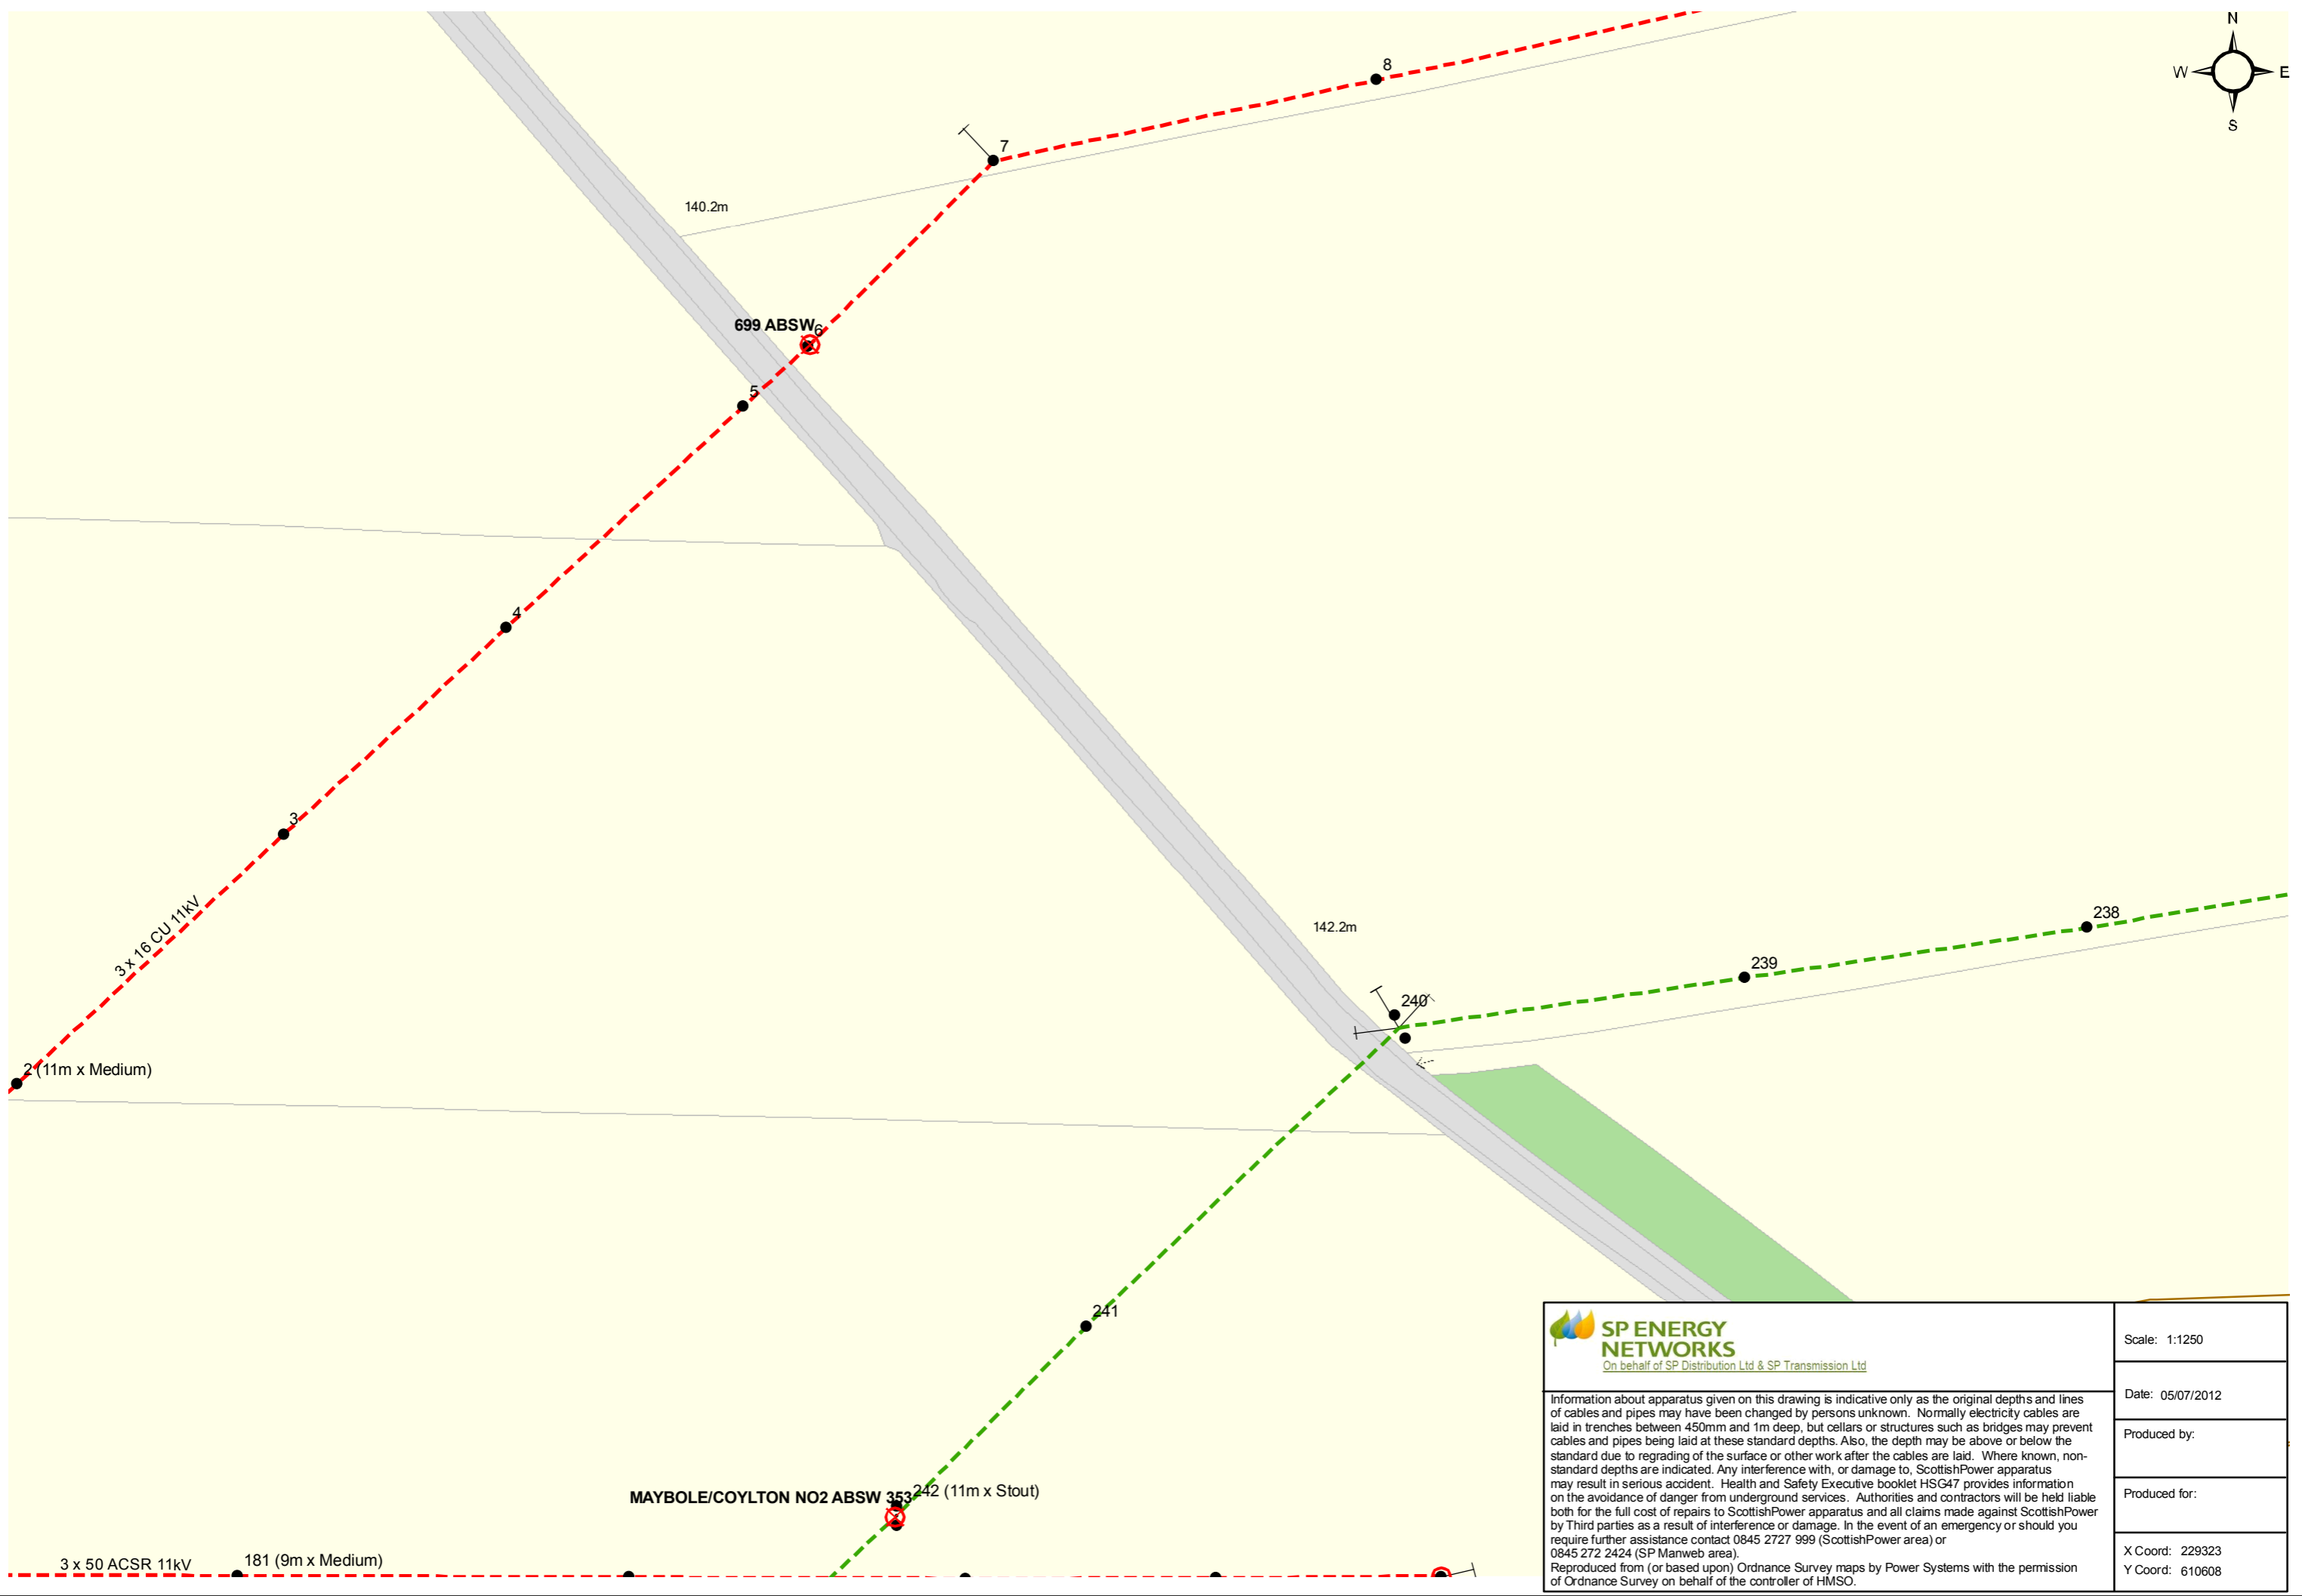 N
W E
S
8
7
140.2m
699 ABSW
6
5
4
3
3 x 16 CU 11kV
142.2m
238
239
240
2 (11m x Medium)
241
MAYBOLE/COYLTON NO2 ABSW 353
242 (11m x Stout)
3 x 50 ACSR 11kV
181 (9m x Medium)
SP ENERGY
NETWORKS
On behalf of SP Distribution Ltd & SP Transmission Ltd
Information about apparatus given on this drawing is indicative only as the original depths and lines
of cables and pipes may have been changed by persons unknown. Normally electricity cables are
laid in trenches between 450mm and 1m deep, but cellars or structures such as bridges may prevent
cables and pipes being laid at these standard depths. Also, the depth may be above or below the
standard due to regrading of the surface or other work after the cables are laid. Where known, non-
standard depths are indicated. Any interference with, or damage to, ScottishPower apparatus
may result in serious accident. Health and Safety Executive booklet HSG47 provides information
on the avoidance of danger from underground services. Authorities and contractors will be held liable
both for the full cost of repairs to ScottishPower apparatus and all claims made against ScottishPower
by Third parties as a result of interference or damage. In the event of an emergency or should you
require further assistance contact 0845 2727 999 (ScottishPower area) or
0845 272 2424 (SP Manweb area).
Reproduced from (or based upon) Ordnance Survey maps by Power Systems with the permission
of Ordnance Survey on behalf of the controller of HMSO.
Scale: 1:1250
Date: 05/07/2012
Produced by:
Produced for:
X Coord: 229323
Y Coord: 610608